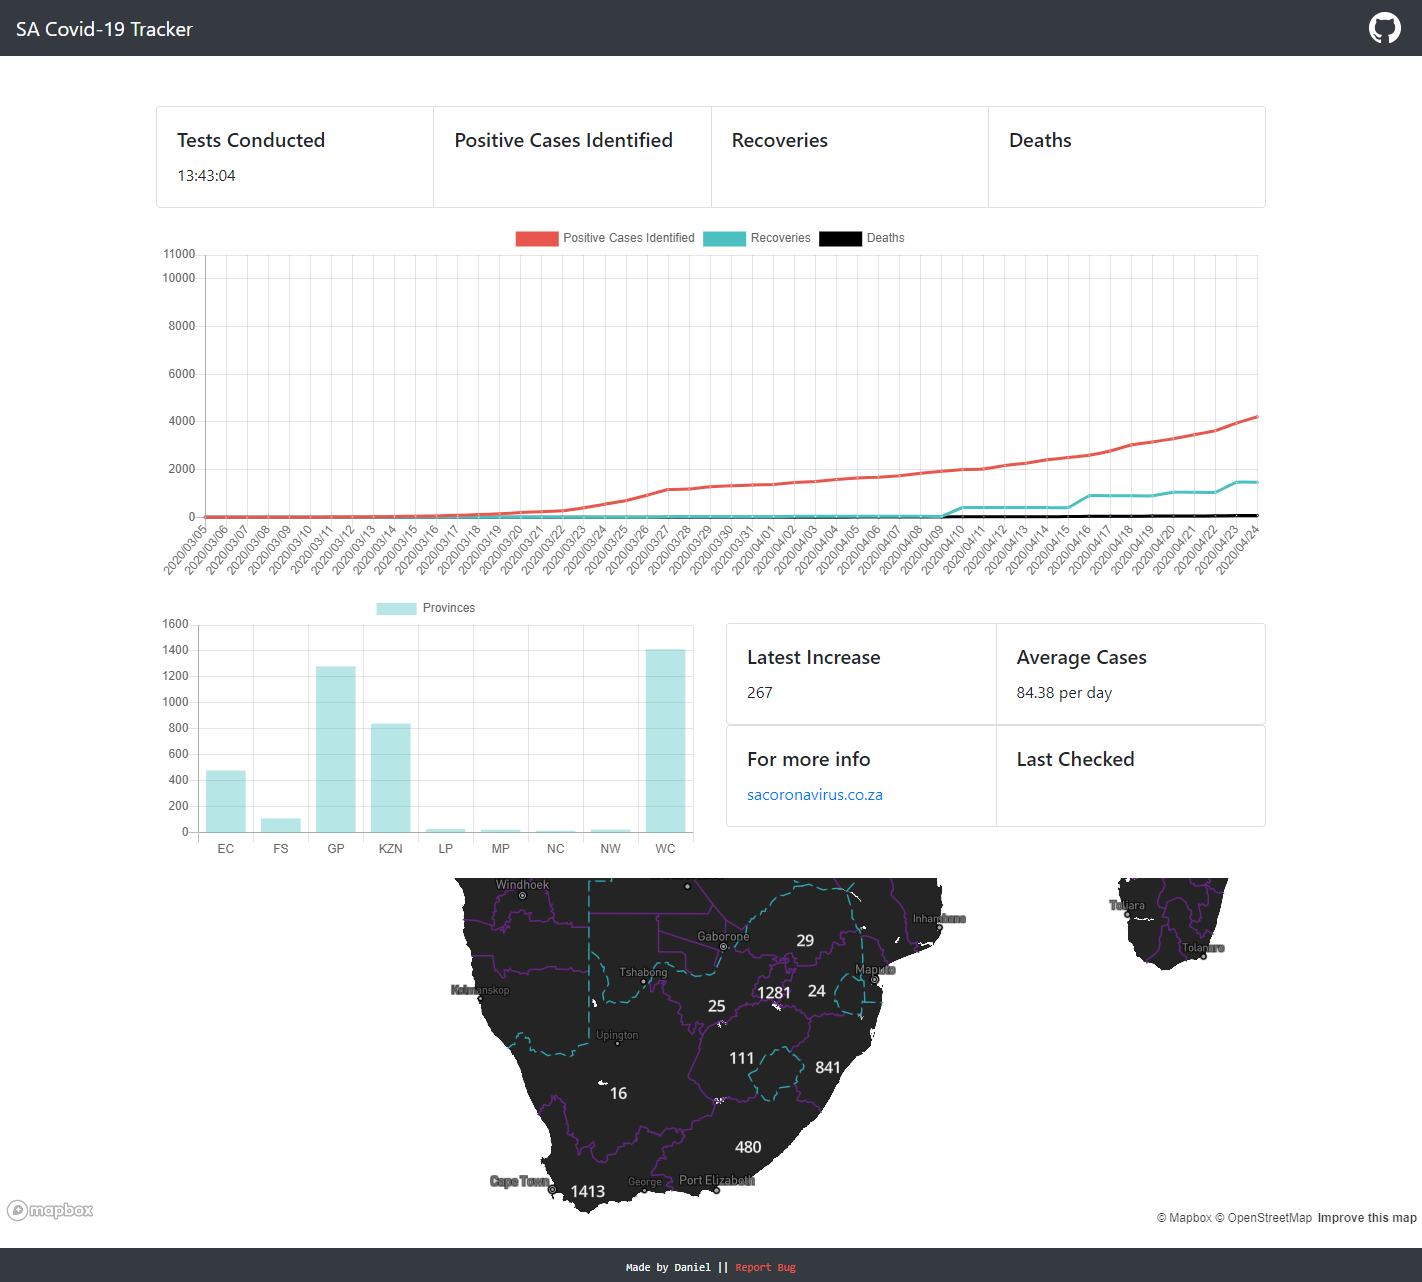 SA Covid-19 Tracker
Tests Conducted
13:43:04
Positive Cases Identified
Recoveries
Deaths
Positive Cases Identified Recoveries Deaths
11000
10000
8000
6000
4000
2000
0
2020/03/05 2020/03/06 2020/03/07 2020/03/08 2020/03/09 2020/03/10 2020/03/11 2020/03/12 2020/03/13 2020/03/14 2020/03/15 2020/03/16 2020/03/17 2020/03/18 2020/03/19 2020/03/20 2020/03/21 2020/03/22 2020/03/23 2020/03/24 2020/03/25 2020/03/26 2020/03/27 2020/03/28 2020/03/29 2020/03/30 2020/03/31 2020/04/01 2020/04/02 2020/04/03 2020/04/04 2020/04/05 2020/04/06 2020/04/07 2020/04/08 2020/04/09 2020/04/10 2020/04/11 2020/04/12 2020/04/13 2020/04/14 2020/04/15 2020/04/16 2020/04/17 2020/04/18 2020/04/19 2020/04/20 2020/04/21 2020/04/22 2020/04/23 2020/04/24
Provinces
1600
1400
1200
1000
800
600
400
200
0
EC FS GP KZN LP MP NC NW WC
Latest Increase
267
Average Cases
84.38 per day
For more info
sacoronavirus.co.za
Last Checked
Windhoek
Toliara
Inhambane
Gaborone
29
Tolanaro
Tshabong
Maputo
Kolmanskop
1281
24
25
Upington
111
841
16
480
Cape Town
George
Port Elizabeth
1413
mapbox
© Mapbox © OpenStreetMap Improve this map
Made by Daniel || Report Bug